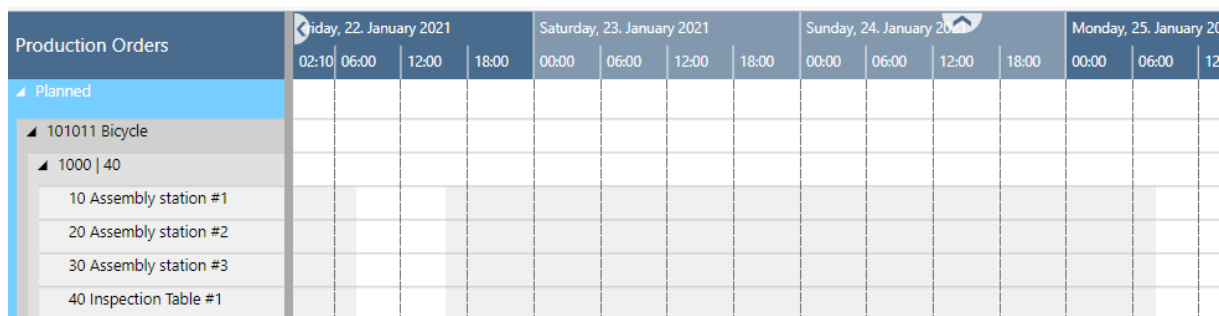 Production Orders
riday, 22. January 2021 Saturday, 23. January 2021 Sunday, 24. January Monday, 25. January
02:10 06:00 12:00 18:00 00:00 06:00 12:00 18:00 00:00 06:00 12:00 18:00 00:00 06:00 12
Planned
101011 Bicycle
1000 | 40
10 Assembly station #1
20 Assembly station #2
30 Assembly station #3
40 Inspection Table #1